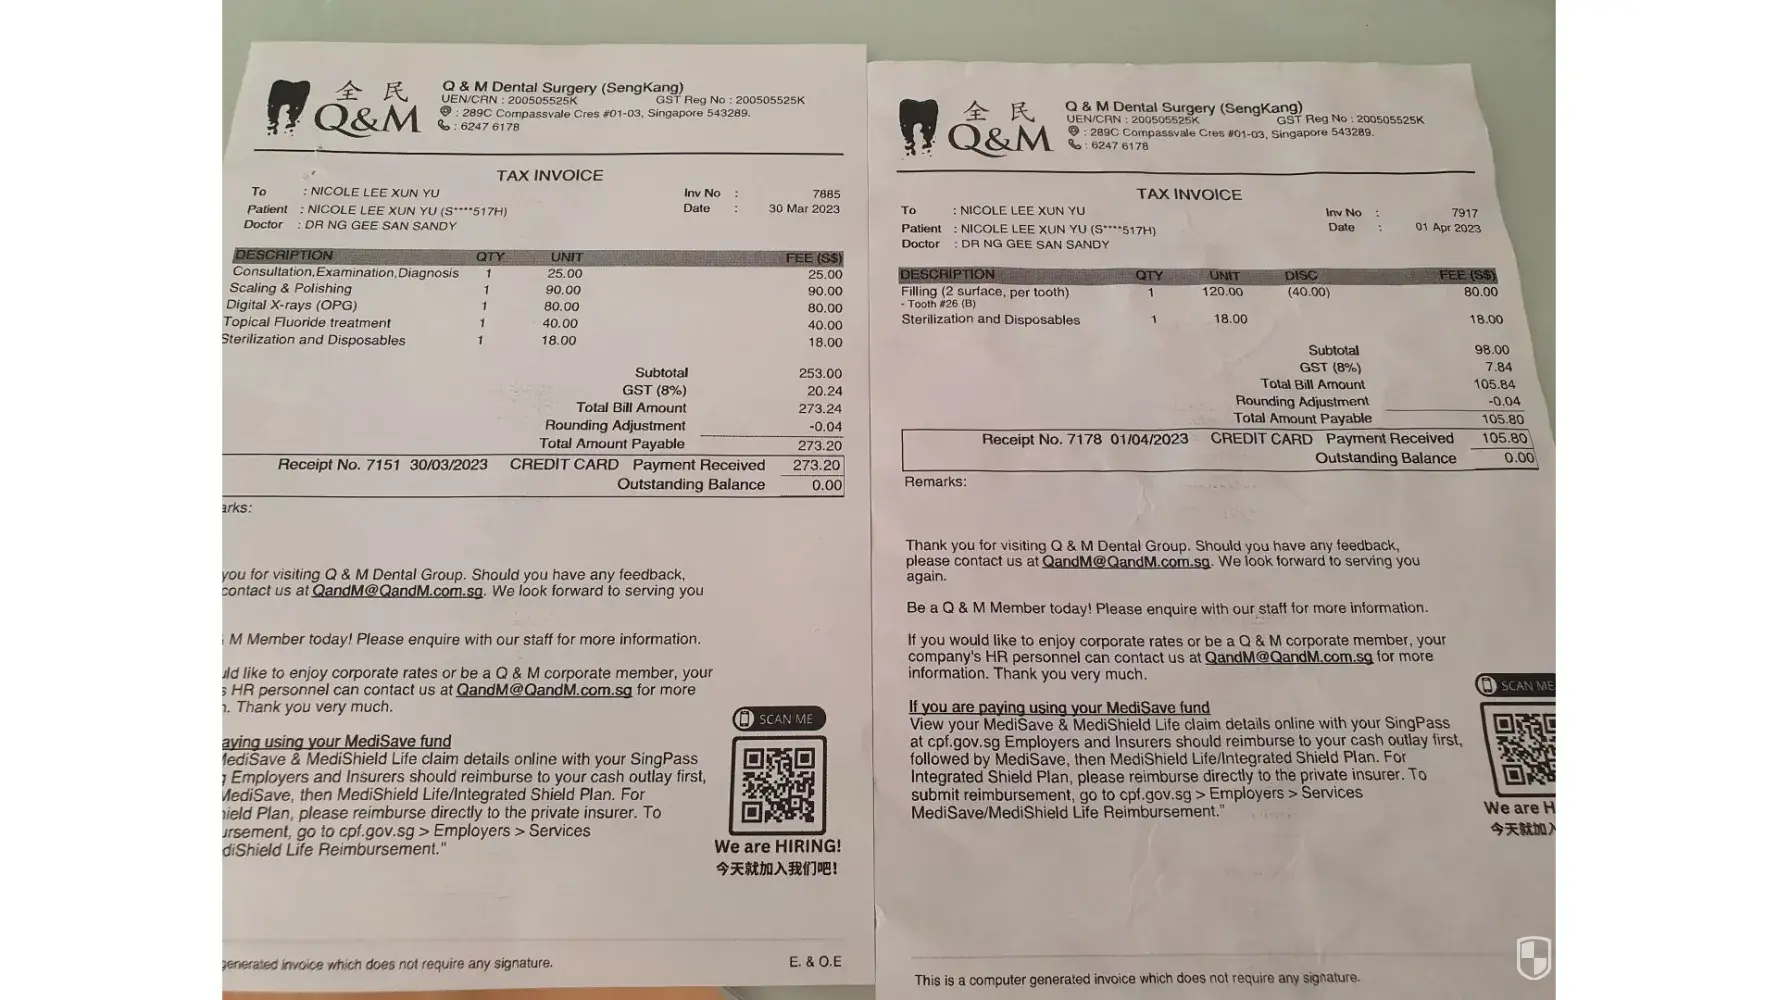 全民
Q&M
Q & M Dental Surgery (SengKang)
UEN/CRN : 200505525K GST Reg No : 200505525K
: 289C Compassvale Cres #01-03, Singapore 543289.
: 6247 6178
TAX INVOICE
To : NICOLE LEE XUN YU Inv No : 7885
Patient : NICOLE LEE XUN YU (S****517H) Date : 30 Mar 2023
Doctor : DR NG GEE SAN SANDY
DESCRIPTION QTY UNIT FEE (S$)
Consultation,Examination,Diagnosis 1 25.00 25.00
Scaling & Polishing 1 90.00 90.00
Digital X-rays (OPG) 1 80.00 80.00
Topical Fluoride treatment 1 40.00 40.00
Sterilization and Disposables 1 18.00 18.00
Subtotal 253.00
GST (8%) 20.24
Total Bill Amount 273.24
Rounding Adjustment -0.04
Total Amount Payable 273.20
Receipt No. 7151 30/03/2023 CREDIT CARD Payment Received 273.20
Outstanding Balance 0.00
arks:
you for visiting Q & M Dental Group. Should you have any feedback,
contact us at QandM@QandM.com.sg. We look forward to serving you
M Member today! Please enquire with our staff for more information.
uld like to enjoy corporate rates or be a Q & M corporate member, your
s HR personnel can contact us at QandM@QandM.com.sg for more
n. Thank you very much.
aying using your MediSave fund
MediSave & MediShield Life claim details online with your SingPass
g Employers and Insurers should reimburse to your cash outlay first,
MediSave, then MediShield Life/Integrated Shield Plan. For
hield Plan, please reimburse directly to the private insurer. To
ursement, go to cpf.gov.sg > Employers > Services
diShield Life Reimbursement."
SCAN ME
We are HIRING!
今天就加入我们吧!
generated invoice which does not require any signature.
E. & O.E
全民
Q&M
Q & M Dental Surgery (SengKang)
UEN/CRN : 200505525K GST Reg No : 200505525K
: 289C Compassvale Cres #01-03, Singapore 543289.
: 6247 6178
TAX INVOICE
To : NICOLE LEE XUN YU Inv No : 7917
Patient : NICOLE LEE XUN YU (S****517H) Date : 01 Apr 2023
Doctor : DR NG GEE SAN SANDY
DESCRIPTION QTY UNIT DISC FEE (S$)
Filling (2 surface, per tooth) 1 120.00 (40.00) 80.00
- Tooth #26 (B)
Sterilization and Disposables 1 18.00 18.00
Subtotal 98.00
GST (8%) 7.84
Total Bill Amount 105.84
Rounding Adjustment -0.04
Total Amount Payable 105.80
Receipt No. 7178 01/04/2023 CREDIT CARD Payment Received 105.80
Outstanding Balance 0.00
Remarks:
Thank you for visiting Q & M Dental Group. Should you have any feedback,
please contact us at QandM@QandM.com.sg. We look forward to serving you
again.
Be a Q & M Member today! Please enquire with our staff for more information.
If you would like to enjoy corporate rates or be a Q & M corporate member, your
company's HR personnel can contact us at QandM@QandM.com.sg for more
information. Thank you very much.
If you are paying using your MediSave fund
View your MediSave & MediShield Life claim details online with your SingPass
at cpf.gov.sg Employers and Insurers should reimburse to your cash outlay first,
followed by MediSave, then MediShield Life/Integrated Shield Plan. For
Integrated Shield Plan, please reimburse directly to the private insurer. To
submit reimbursement, go to cpf.gov.sg > Employers > Services
MediSave/MediShield Life Reimbursement."
SCAN ME
We are H
今天就加入
This is a computer generated invoice which does not require any signature.